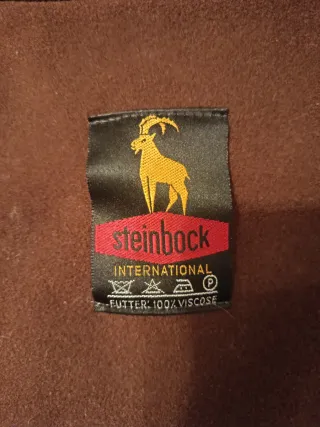 steinbock
INTERNATIONAL
P
FUTTER: 100% VISCOSE